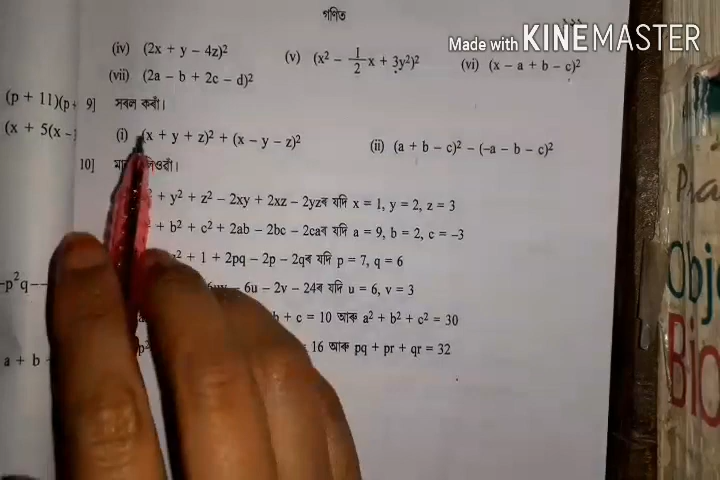 গণিত
Made with KINEMASTER
(iv) (2x + y – 4z)² (v) (x² – 1/2 x + 3y²)² (vi) (x – a + b – c)²
(vii) (2a – b + 2c – d)²
(p + 11)(p +
9] সৰল কৰাঁ।
(x + 5(x –
(i) (x + y + z)² + (x – y – z)² (ii) (a + b – c)² – (–a – b – c)²
10]
+ y² + z² – 2xy + 2xz – 2yzৰ যদি x = 1, y = 2, z = 3
+ b² + c² + 2ab – 2bc – 2caৰ যদি a = 9, b = 2, c = –3
+ 1 + 2pq – 2p – 2qৰ যদি p = 7, q = 6
–p²q –
– 6u – 2v – 24ৰ যদি u = 6, v = 3
b + c = 10 আৰু a² + b² + c² = 30
a + b
= 16 আৰু pq + pr + qr = 32
Obj
Bio